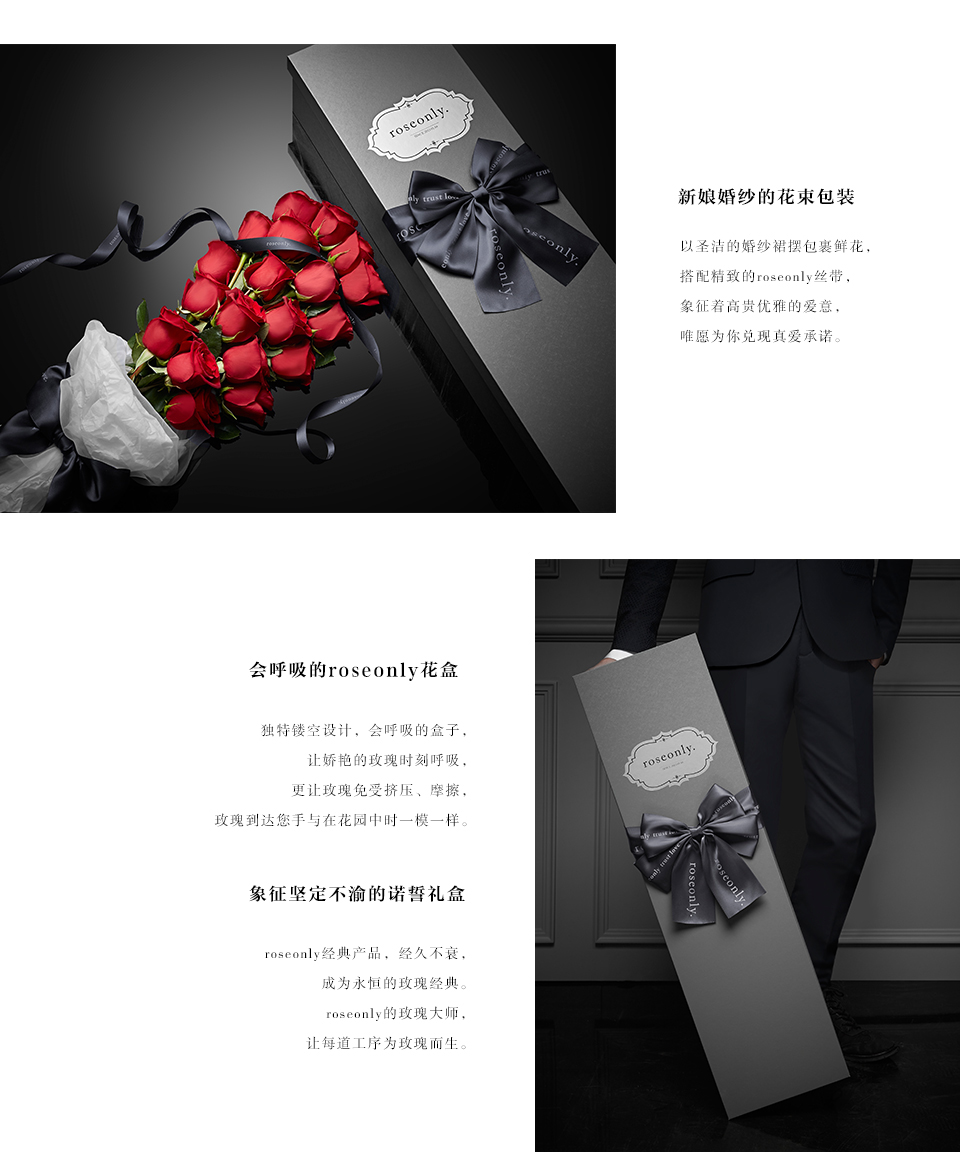 roseonly.
trust love
roseonly.
roseonly.
roseonly.
新娘婚纱的花束包装
以圣洁的婚纱裙摆包裹鲜花，
搭配精致的roseonly丝带，
象征着高贵优雅的爱意，
唯愿为你兑现真爱承诺。
会呼吸的roseonly花盒
独特镂空设计，会呼吸的盒子，
让娇艳的玫瑰时刻呼吸，
更让玫瑰免受挤压、摩擦，
玫瑰到达您手与在花园中时一模一样。
象征坚定不渝的诺誓礼盒
roseonly经典产品，经久不衰，
成为永恒的玫瑰经典。
roseonly的玫瑰大师，
让每道工序为玫瑰而生。
roseonly.
trust love
roseonly.
roseonly.